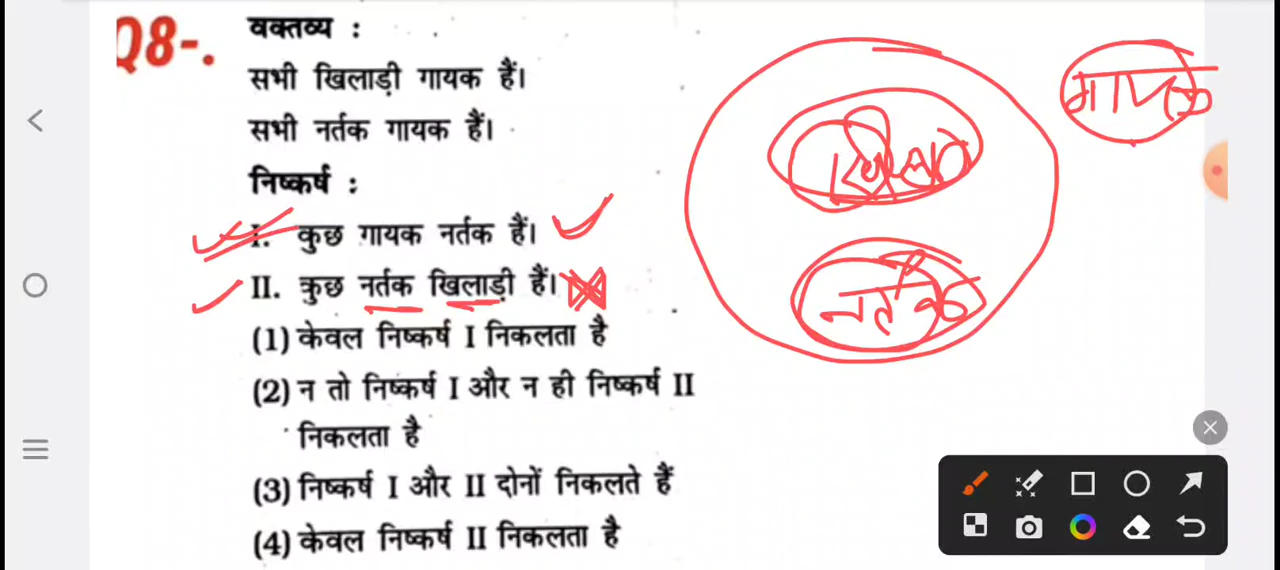 Q8-.
वक्तव्य :
सभी खिलाड़ी गायक हैं।
सभी नर्तक गायक हैं।
निष्कर्ष :
I. कुछ गायक नर्तक हैं।
II. कुछ नर्तक खिलाड़ी हैं।
(1) केवल निष्कर्ष I निकलता है
(2) न तो निष्कर्ष I और न ही निष्कर्ष II
निकलता है
(3) निष्कर्ष I और II दोनों निकलते हैं
(4) केवल निष्कर्ष II निकलता है
गायक
नर्तक